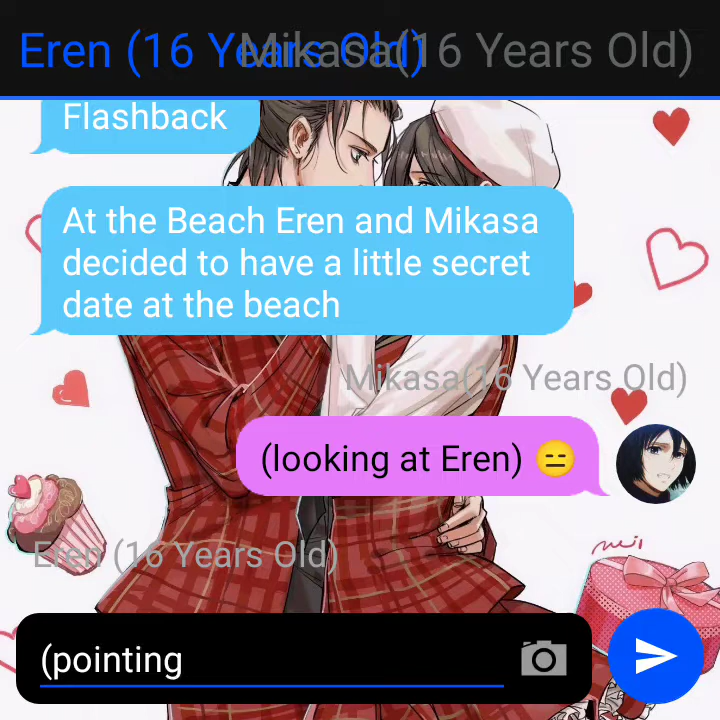 Eren (16 Years Old) Mikasa(16 Years Old)
Flashback
At the Beach Eren and Mikasa
decided to have a little secret
date at the beach
Mikasa(16 Years Old)
(looking at Eren) 😑
Eren (16 Years Old)
(pointing